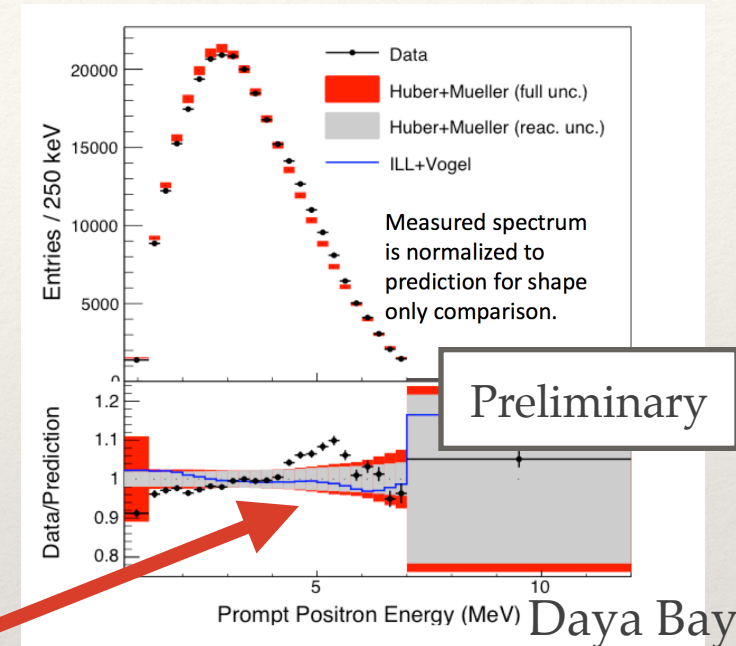 Data
Huber+Mueller (full unc.)
Huber+Mueller (reac. unc.)
ILL+Vogel
Measured spectrum
is normalized to
prediction for shape
only comparison.
20000
15000
10000
5000
0
Entries / 250 keV
Preliminary
1.2
1.1
1
0.9
0.8
Data/Prediction
5
10
Prompt Positron Energy (MeV)
Daya Bay